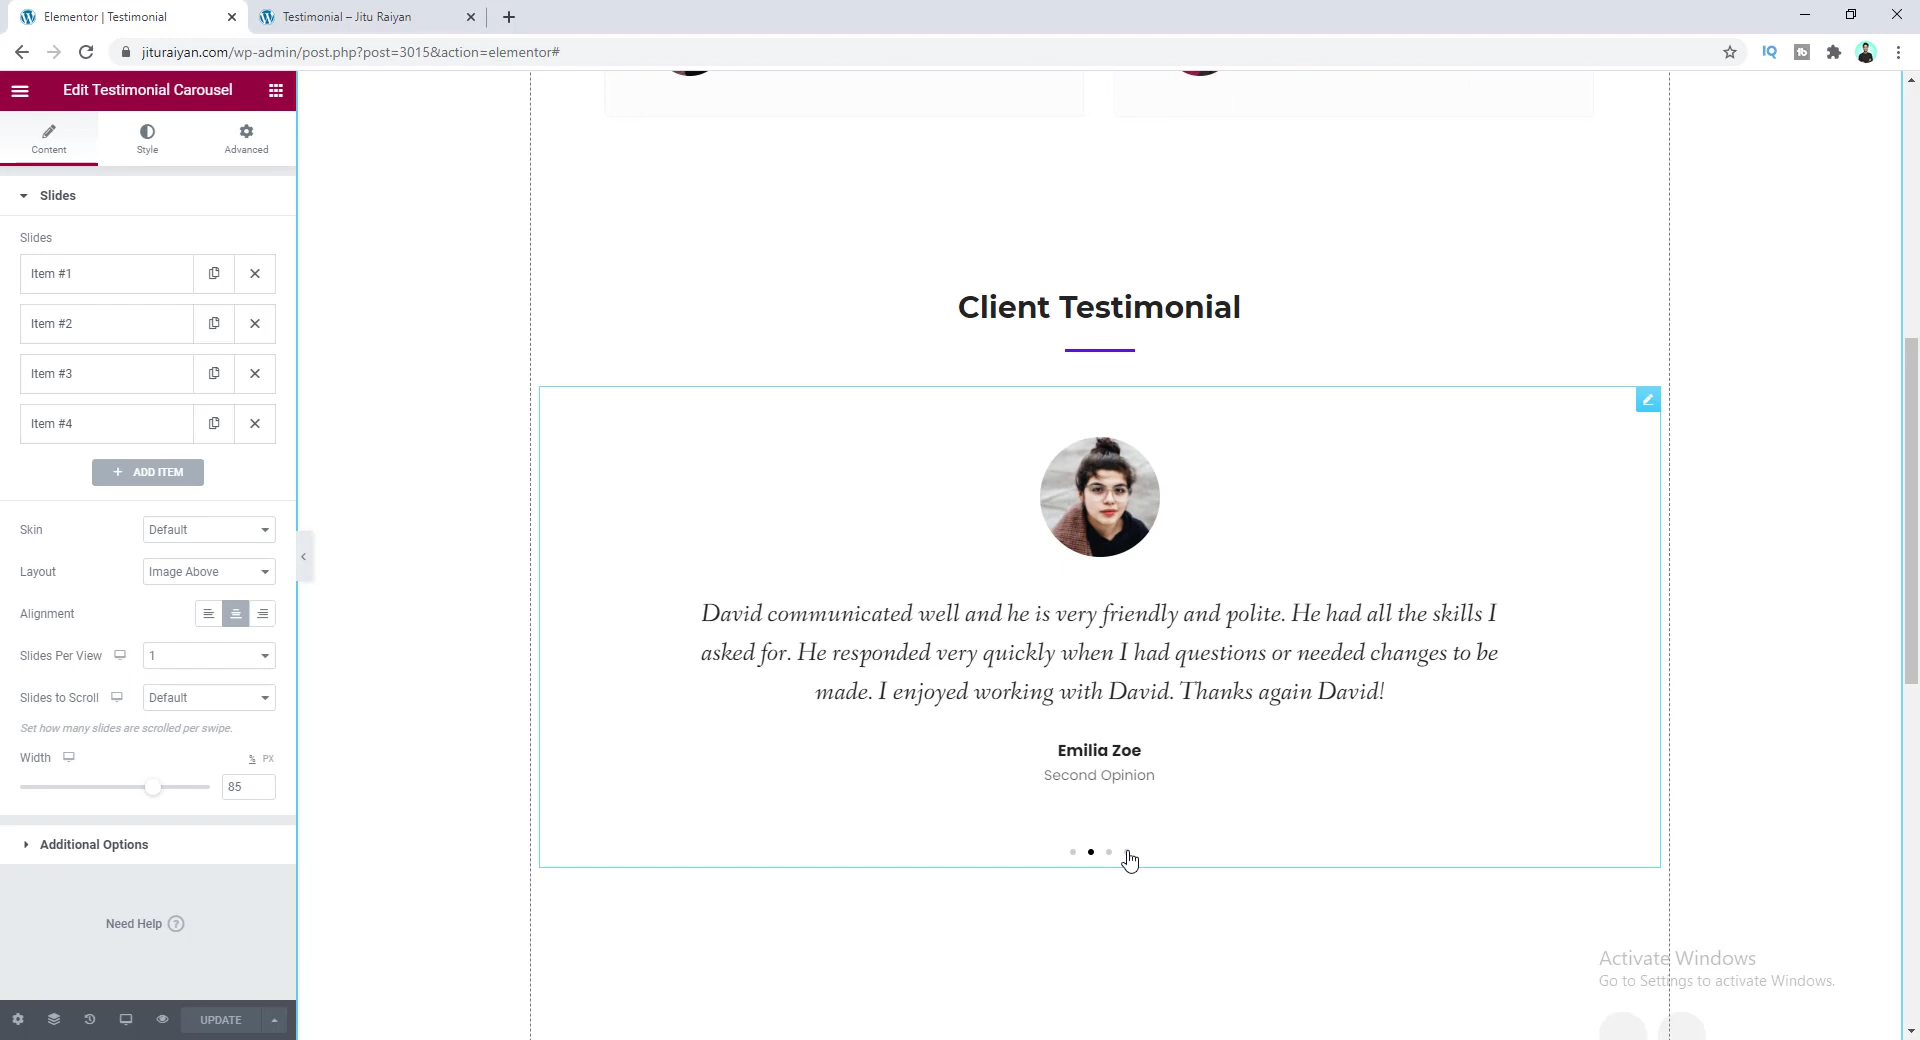 Elementor | Testimonial
Testimonial – Jitu Raiyan
jituraiyan.com/wp-admin/post.php?post=3015&action=elementor#
IQ
Edit Testimonial Carousel
Content
Style
Advanced
Slides
Slides
Item #1
Item #2
Item #3
Item #4
+ ADD ITEM
Skin
Default
Layout
Image Above
Alignment
Slides Per View
1
Slides to Scroll
Default
Set how many slides are scrolled per swipe.
Width
% PX
85
Additional Options
Need Help ?
UPDATE
Client Testimonial
David communicated well and he is very friendly and polite. He had all the skills I
asked for. He responded very quickly when I had questions or needed changes to be
made. I enjoyed working with David. Thanks again David!
Emilia Zoe
Second Opinion
Activate Windows
Go to Settings to activate Windows.